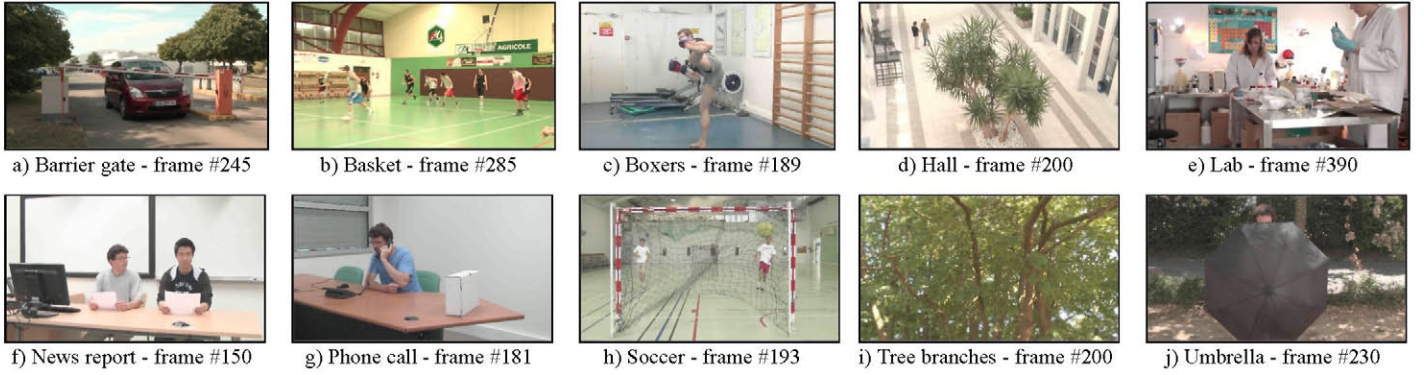 AGRICOLE
a) Barrier gate - frame #245
b) Basket - frame #285
c) Boxers - frame #189
d) Hall - frame #200
e) Lab - frame #390
f) News report - frame #150
g) Phone call - frame #181
h) Soccer - frame #193
i) Tree branches - frame #200
j) Umbrella - frame #230